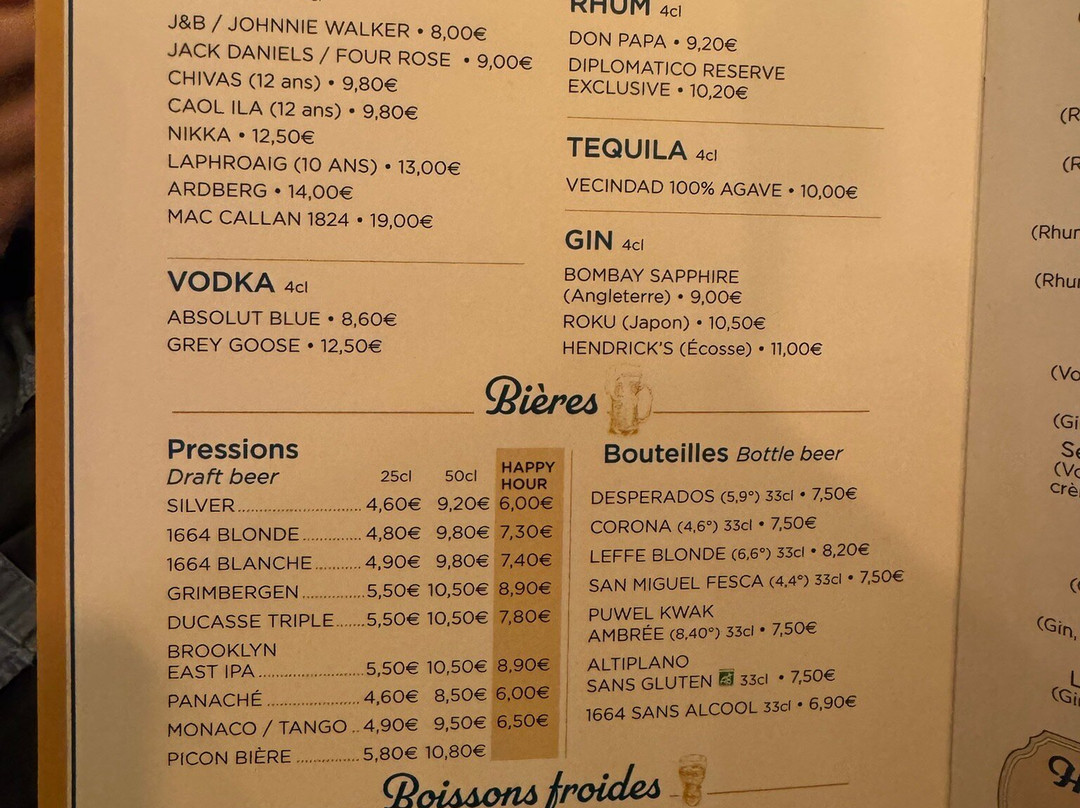 J&B / JOHNNIE WALKER • 8,00€
JACK DANIELS / FOUR ROSE • 9,00€
CHIVAS (12 ans) • 9,80€
CAOL ILA (12 ans) • 9,80€
NIKKA • 12,50€
LAPHROAIG (10 ANS) • 13,00€
ARDBERG • 14,00€
MAC CALLAN 1824 • 19,00€
VODKA 4cl
ABSOLUT BLUE • 8,60€
GREY GOOSE • 12,50€
RHUM 4cl
DON PAPA • 9,20€
DIPLOMATICO RESERVE
EXCLUSIVE • 10,20€
TEQUILA 4cl
VECINDAD 100% AGAVE • 10,00€
GIN 4cl
BOMBAY SAPPHIRE
(Angleterre) • 9,00€
ROKU (Japon) • 10,50€
HENDRICK'S (Écosse) • 11,00€
Bières
Pressions
Draft beer 25cl 50cl HAPPY
HOUR
SILVER 4,60€ 9,20€ 6,00€
1664 BLONDE 4,80€ 9,80€ 7,30€
1664 BLANCHE 4,90€ 9,80€ 7,40€
GRIMBERGEN 5,50€ 10,50€ 8,90€
DUCASSE TRIPLE 5,50€ 10,50€ 7,80€
BROOKLYN
EAST IPA 5,50€ 10,50€ 8,90€
PANACHÉ 4,60€ 8,50€ 6,00€
MONACO / TANGO 4,90€ 9,50€ 6,50€
PICON BIÈRE 5,80€ 10,80€
Bouteilles Bottle beer
DESPERADOS (5,9°) 33cl • 7,50€
CORONA (4,6°) 33cl • 7,50€
LEFFE BLONDE (6,6°) 33cl • 8,20€
SAN MIGUEL FESCA (4,4°) 33cl • 7,50€
PUWEL KWAK
AMBRÉE (8,40°) 33cl • 7,50€
ALTIPLANO
SANS GLUTEN 33cl • 7,50€
1664 SANS ALCOOL 33cl • 6,90€
Boissons froides
(R
(R
(Rhum
(Rhum
(Vo
(Gi
Se
(Vo
crè
(Gin,
(Gi
H